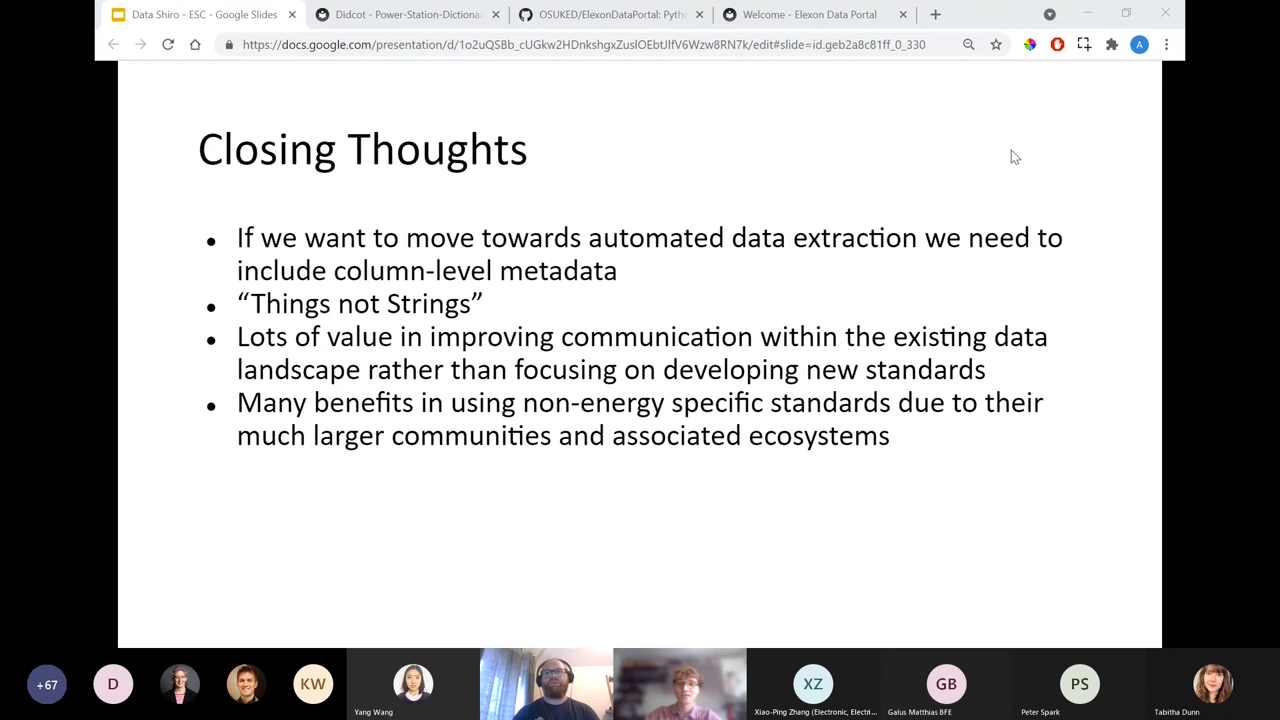 Data Shiro - ESC - Google Slides
Didcot - Power-Station-Dictionar
OSUKED/ElexonDataPortal: Pytho
Welcome - Elexon Data Portal
https://docs.google.com/presentation/d/1o2uQSBb_cUGkw2HDnkshgxZuslOEbtJlfV6Wzw8RN7k/edit#slide=id.geb2a8c81ff_0_330
A
Closing Thoughts
● If we want to move towards automated data extraction we need to
include column-level metadata
● “Things not Strings”
● Lots of value in improving communication within the existing data
landscape rather than focusing on developing new standards
● Many benefits in using non-energy specific standards due to their
much larger communities and associated ecosystems
+67
D
KW
XZ
GB
PS
Yang Wang
Xiao-Ping Zhang (Electronic, Electri...
Galus Matthias BFE
Peter Spark
Tabitha Dunn